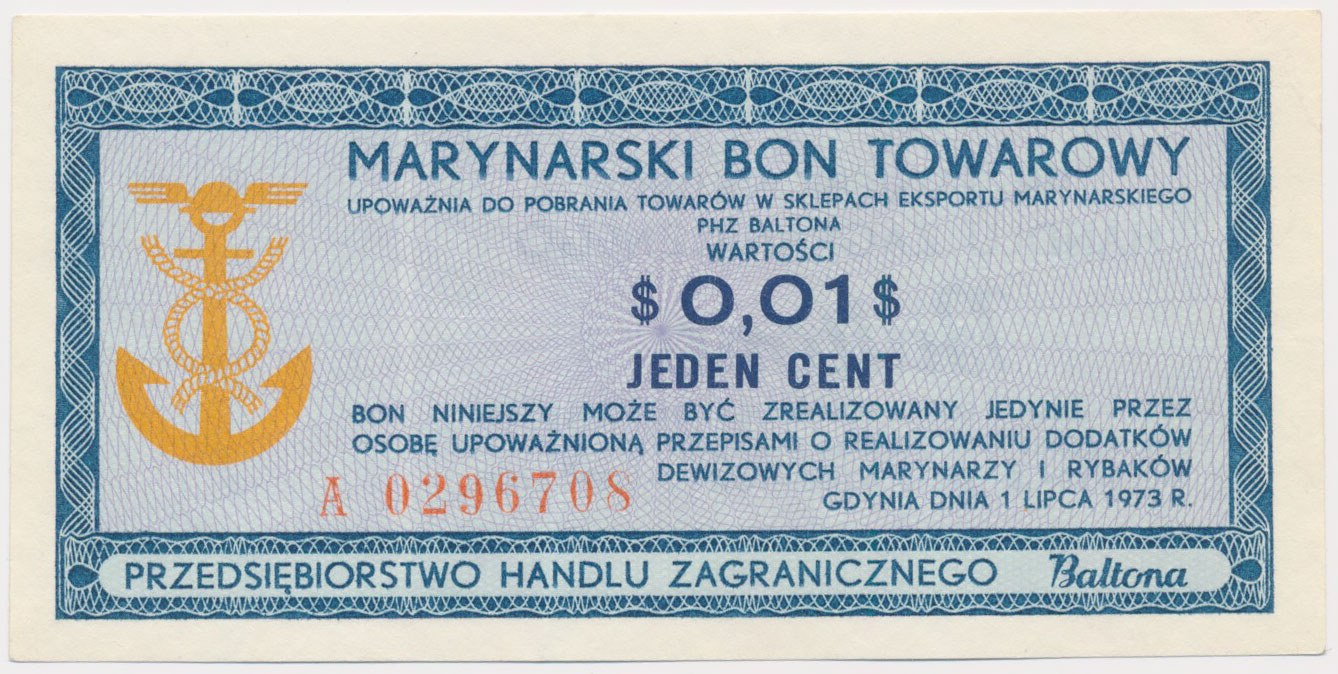 MARYNARSKI BON TOWAROWY
UPOWAŻNIA DO POBRANIA TOWARÓW W SKLEPACH EKSPORTU MARYNARSKIEGO
PHZ BALTONA
WARTOŚCI
$ 0,01 $
JEDEN CENT
BON NINIEJSZY MOŻE BYĆ ZREALIZOWANY JEDYNIE PRZEZ
OSOBĘ UPOWAŻNIONĄ PRZEPISAMI O REALIZOWANIU DODATKÓW
DEWIZOWYCH MARYNARZY I RYBAKÓW
A 0296708
GDYNIA DNIA 1 LIPCA 1973 R.
PRZEDSIĘBIORSTWO HANDLU ZAGRANICZNEGO Baltona